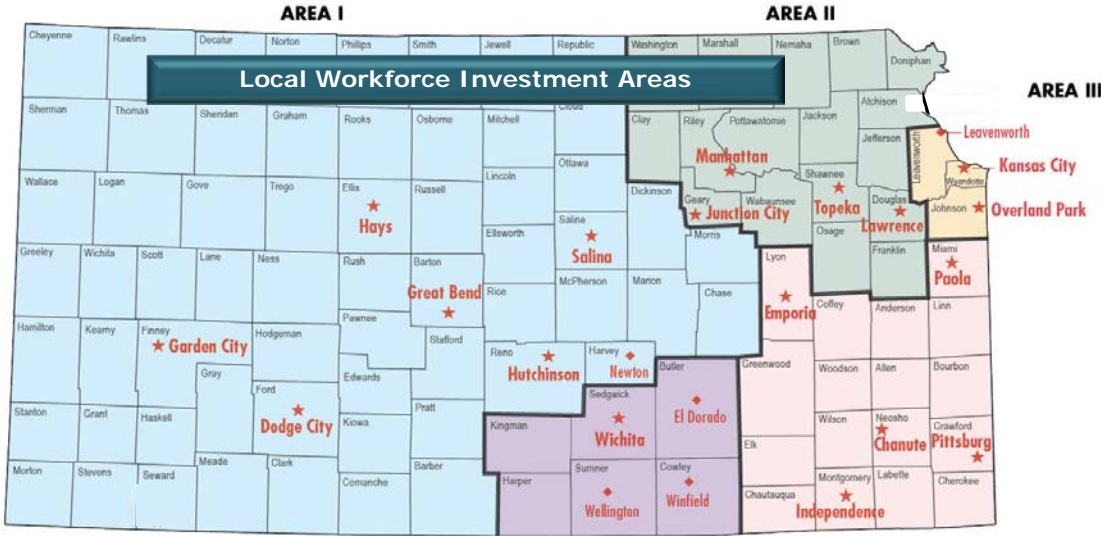 AREA I
AREA II
Cheyenne
Rawlins
Decatur
Norton
Phillips
Smith
Jewell
Republic
Washington
Marshall
Nemaha
Brown
Doniphan
Local Workforce Investment Areas
AREA III
Sherman
Thomas
Sheridan
Graham
Rooks
Osborne
Mitchell
Cloud
Clay
Riley
Pottawatomie
Jackson
Atchison
Jefferson
Leavenworth
Leavenworth
Ottawa
Manhattan
Kansas City
Wyandotte
Wallace
Logan
Gove
Trego
Ellis
Russell
Lincoln
Dickinson
Geary
Wabaunsee
Shawnee
Douglas
Johnson
Hays
Saline
Junction City
Topeka
Lawrence
Overland Park
Ellsworth
Salina
Morris
Osage
Franklin
Miami
Greeley
Wichita
Scott
Lane
Ness
Rush
Barton
Lyon
Paola
Great Bend
Rice
McPherson
Marion
Chase
Coffey
Anderson
Linn
Emporia
Pawnee
Hamilton
Kearny
Finney
Hodgeman
Stafford
Garden City
Reno
Harvey
Hutchinson
Newton
Butler
Greenwood
Woodson
Allen
Bourbon
Gray
Edwards
Ford
Sedgwick
Stanton
Grant
Haskell
Dodge City
Kiowa
Pratt
Kingman
Wichita
El Dorado
Wilson
Neosho
Crawford
Chanute
Pittsburg
Elk
Morton
Stevens
Seward
Meade
Clark
Comanche
Barber
Harper
Sumner
Cowley
Wellington
Winfield
Chautauqua
Montgomery
Labette
Cherokee
Independence